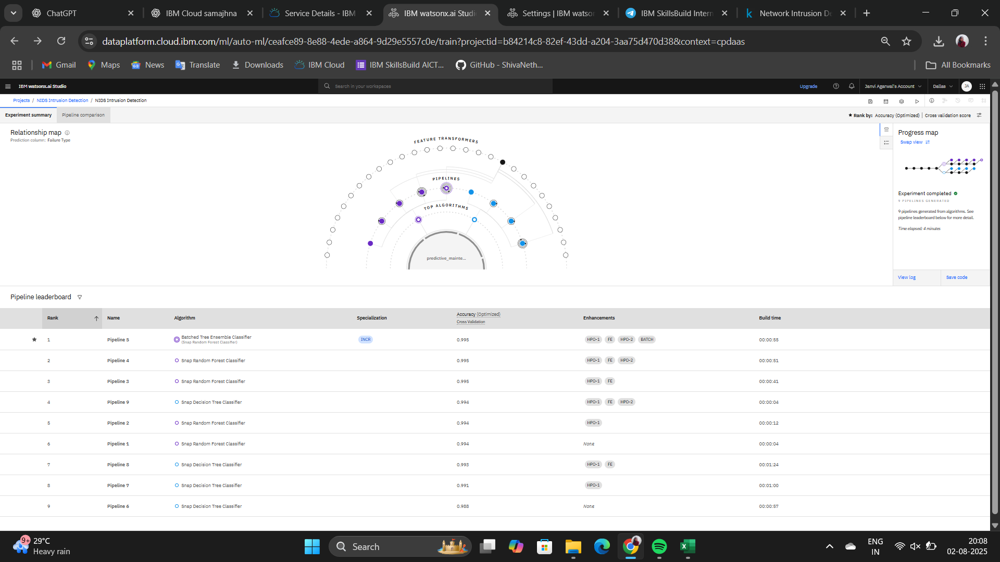 ChatGPT
IBM Cloud samajhna
Service Details - IBM
IBM watsonx.ai Studi
Settings | IBM watso
IBM SkillsBuild Intern
Network Intrusion De
dataplatform.cloud.ibm.com/ml/auto-ml/ceafce89-8e88-4ede-a864-9d29e5557c0e/train?projectid=b84214c8-82ef-43dd-a204-3aa75d470d38&context=cpdaas
Gmail
Maps
News
Translate
Downloads
IBM Cloud
IBM SkillsBuild AICT...
GitHub - ShivaNeth...
All Bookmarks
IBM watsonx.ai Studio
Search in your workspaces
Upgrade
Janvi Agarwal's Account
Dallas
JA
Projects / NIDS Intrusion Detection / NIDS Intrusion Detection
Experiment summary
Pipeline comparison
Rank by: Accuracy (Optimized) | Cross validation score
Relationship map
Prediction column: Failure Type
FEATURE TRANSFORMERS
PIPELINES
TOP ALGORITHMS
predictive_mainte...
Progress map
Swap view
Experiment completed
9 PIPELINES GENERATED
9 pipelines generated from algorithms. See
pipeline leaderboard below for more detail.
Time elapsed: 4 minutes
View log
Save code
Pipeline leaderboard
Rank Name Algorithm Specialization Accuracy (Optimized) Enhancements Build time
Cross Validation
1 Pipeline 5 Batched Tree Ensemble Classifier INCR 0.995 HPO-1 FE HPO-2 BATCH 00:00:55
(Snap Random Forest Classifier)
2 Pipeline 4 Snap Random Forest Classifier 0.995 HPO-1 FE HPO-2 00:00:51
3 Pipeline 3 Snap Random Forest Classifier 0.995 HPO-1 FE 00:00:41
4 Pipeline 9 Snap Decision Tree Classifier 0.994 HPO-1 FE HPO-2 00:00:04
5 Pipeline 2 Snap Random Forest Classifier 0.994 HPO-1 00:00:12
6 Pipeline 1 Snap Random Forest Classifier 0.994 None 00:00:04
7 Pipeline 8 Snap Decision Tree Classifier 0.993 HPO-1 FE 00:01:24
8 Pipeline 7 Snap Decision Tree Classifier 0.991 HPO-1 00:01:00
9 Pipeline 6 Snap Decision Tree Classifier 0.988 None 00:00:57
9+
29°C
Heavy rain
Search
ENG
IN
20:08
02-08-2025